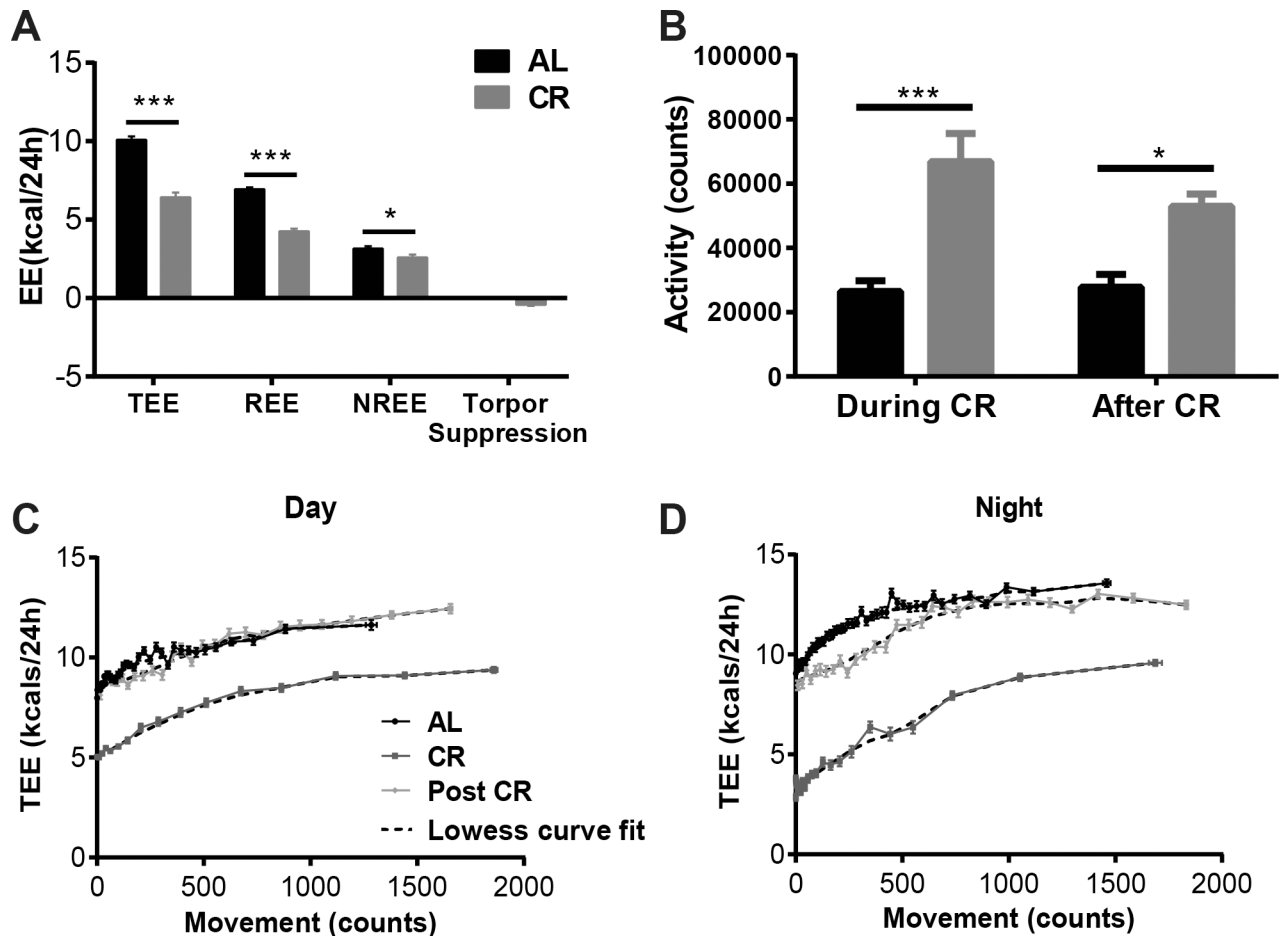 A
EE(kcal/24h)
15
10
5
0
-5
AL
CR
***
***
*
TEE
REE
NREE
Torpor
Suppression
B
Activity (counts)
100000
80000
60000
40000
20000
0
***
*
During CR
After CR
C
Day
TEE (kcals/24h)
15
10
5
0
AL
CR
Post CR
Lowess curve fit
0 500 1000 1500 2000
Movement (counts)
D
Night
TEE (kcals/24h)
15
10
5
0
0 500 1000 1500 2000
Movement (counts)